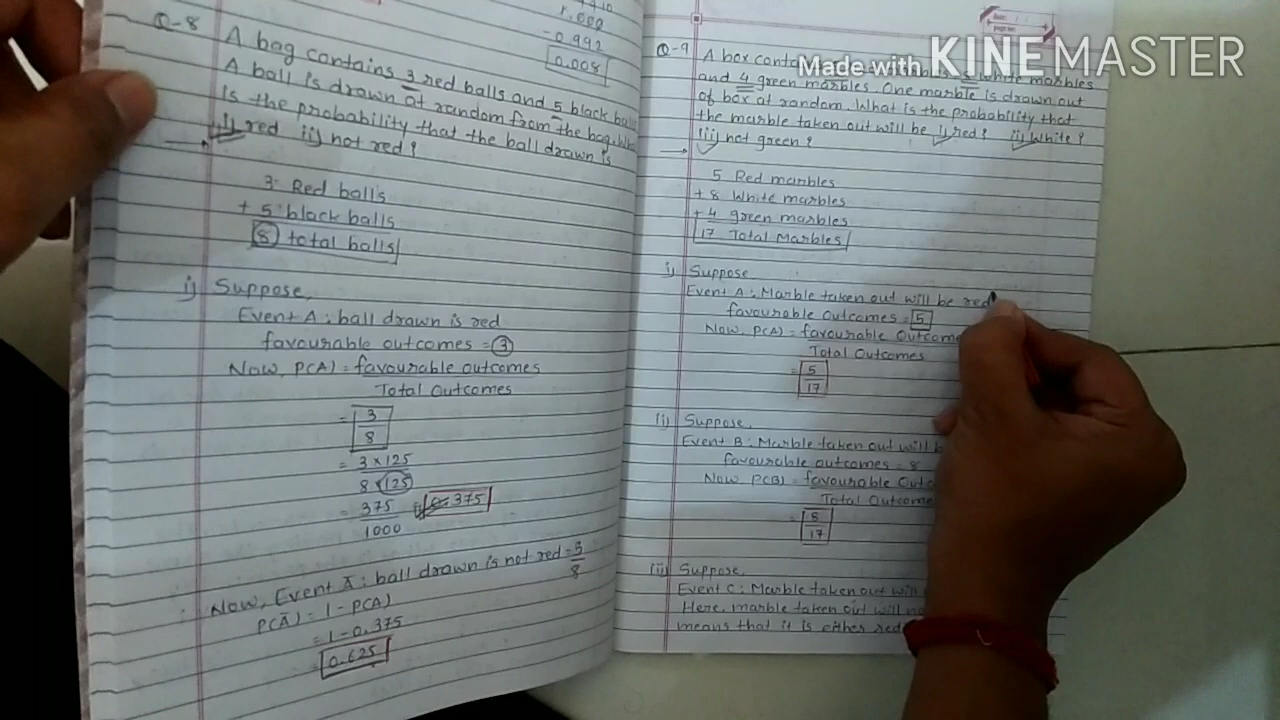 1.000
-0.992
0.008
Q-8 A bag contains 3 red balls and 5 black balls
A ball is drawn at random from the bag. What
is the probability that the ball drawn is
i) red ii) not red?
3 Red balls
+ 5 black balls
8 total balls
i) Suppose,
Event A : ball drawn is red
favourable outcomes = 3
Now, P(A) = favourable outcomes
Total Outcomes
= 3
8
= 3 × 125
8 × 125
= 375
1000
= 0.375
Now, Event A̅ : ball drawn is not red = 5
8
P(A̅) = 1 - P(A)
= 1 - 0.375
0.625
Made with KINEMASTER
Q-9 A box white marbles
and 4 green marbles. One marble is drawn out
of box at random. What is the probability that
the marble taken out will be i) red? ii) White?
iii) not green?
5 Red marbles
+ 8 White marbles
+ 4 green marbles
17 Total Marbles
i) Suppose
Event A : Marble taken out will be red
favourable outcomes = 5
Now, P(A) = favourable Outcome
Total Outcomes
= 5
17
ii) Suppose,
Event B : Marble taken out will b
favourable outcomes = 8
Now P(B) = favourable Outc
Total Outcome
= 8
17
iii) Suppose,
Event C : Marble taken out will
Here, marble taken out will no
means that it is either red